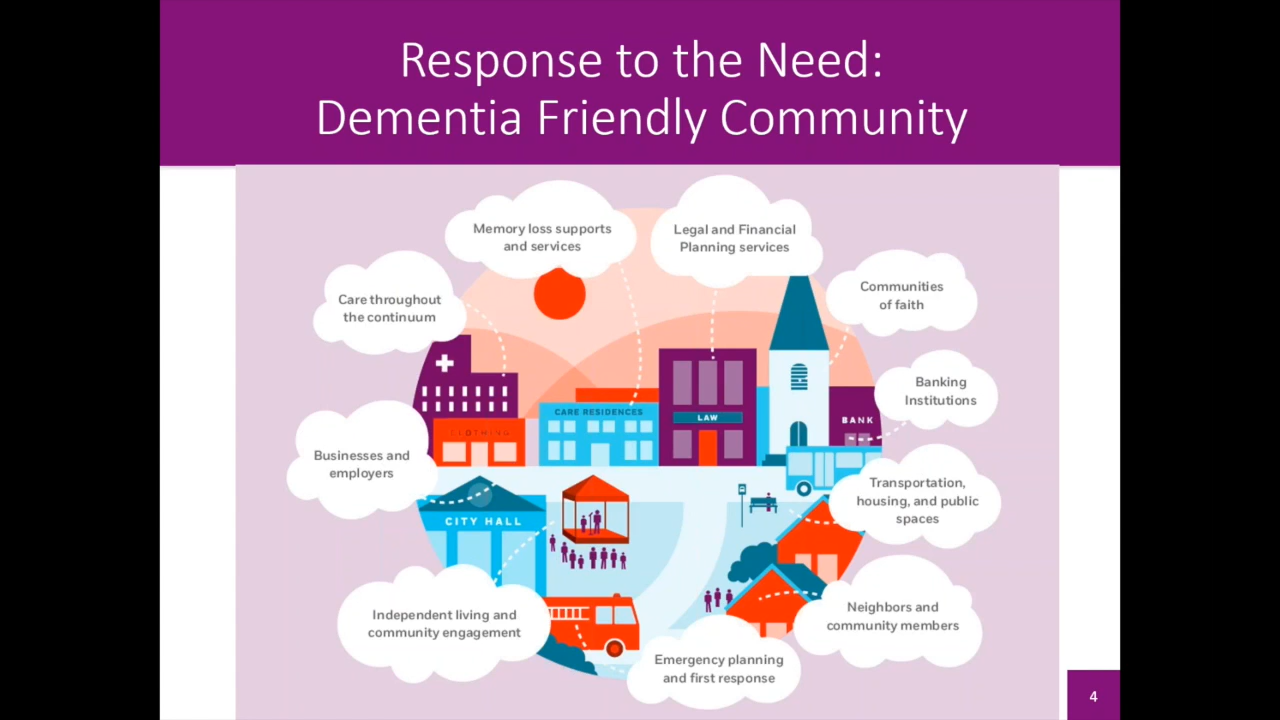 Response to the Need:
Dementia Friendly Community
Memory loss supports
and services
Legal and Financial
Planning services
Care throughout
the continuum
Communities
of faith
Banking
Institutions
Businesses and
employers
Transportation,
housing, and public
spaces
Independent living and
community engagement
Neighbors and
community members
Emergency planning
and first response
CLOTHING
CARE RESIDENCES
LAW
BANK
CITY HALL
4